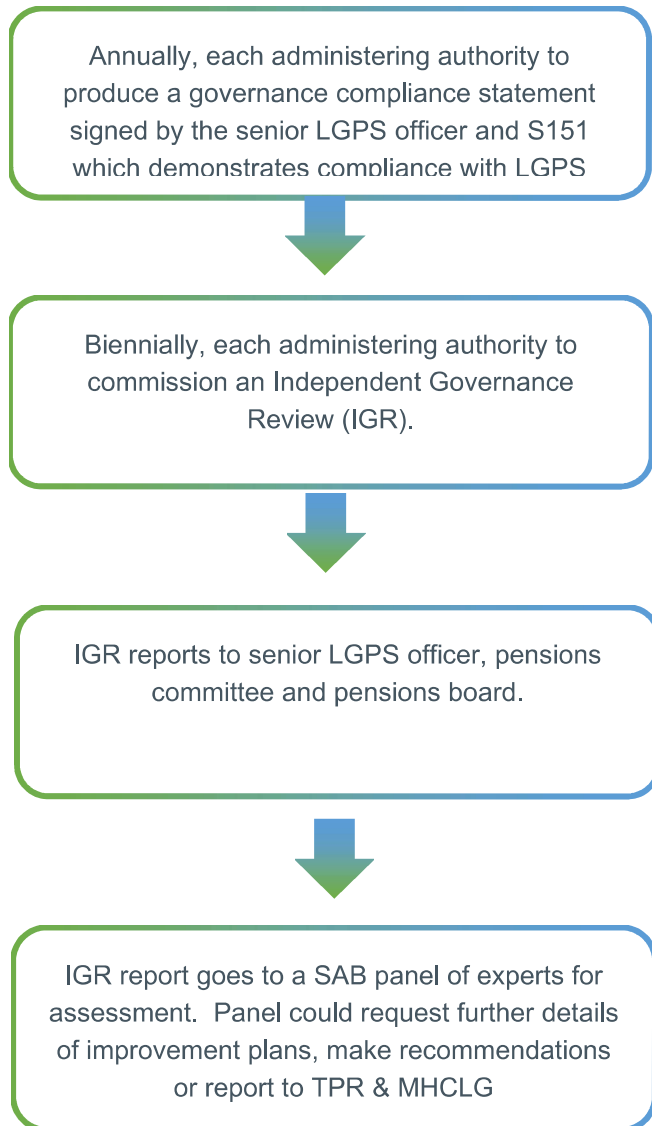 Annually, each administering authority to
produce a governance compliance statement
signed by the senior LGPS officer and S151
which demonstrates compliance with LGPS
Biennially, each administering authority to
commission an Independent Governance
Review (IGR).
IGR reports to senior LGPS officer, pensions
committee and pensions board.
IGR report goes to a SAB panel of experts for
assessment.  Panel could request further details
of improvement plans, make recommendations
or report to TPR & MHCLG